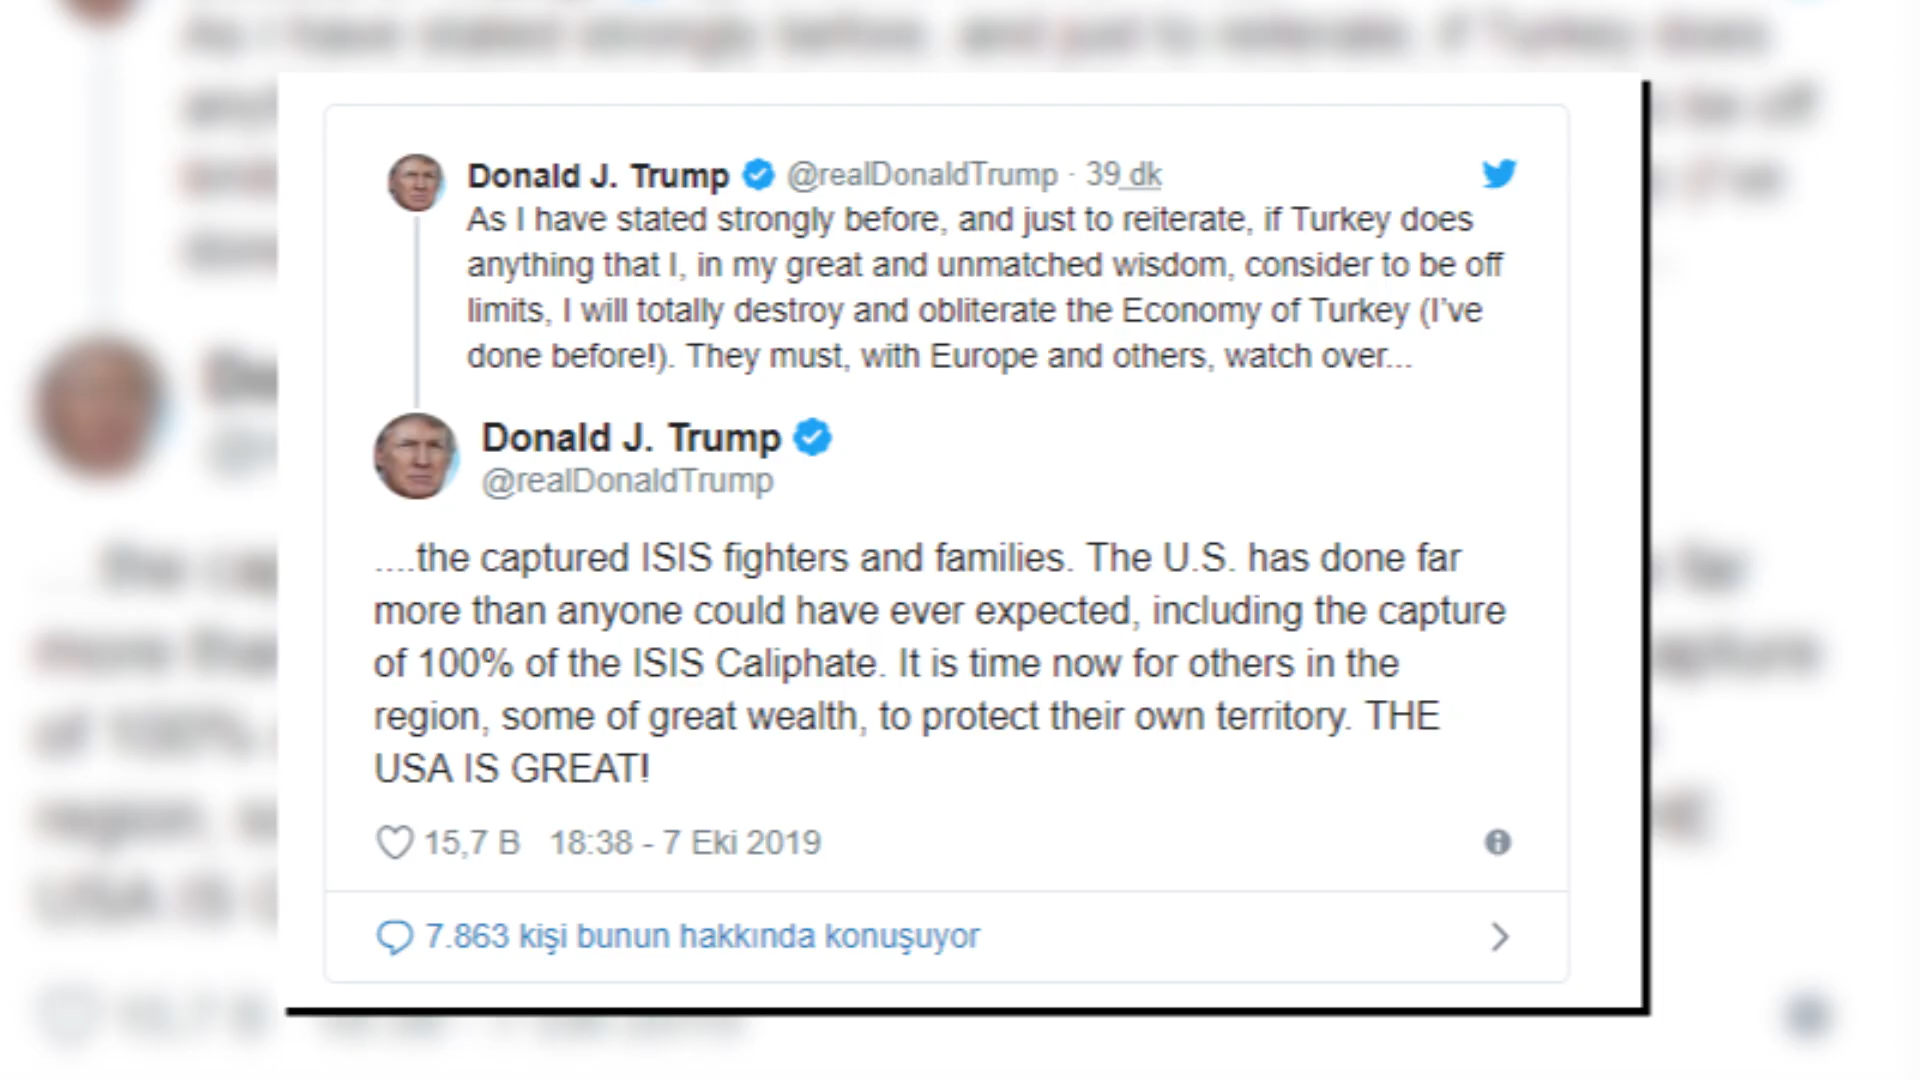 Donald J. Trump @realDonaldTrump · 39 dk
As I have stated strongly before, and just to reiterate, if Turkey does
anything that I, in my great and unmatched wisdom, consider to be off
limits, I will totally destroy and obliterate the Economy of Turkey (I've
done before!). They must, with Europe and others, watch over...
Donald J. Trump
@realDonaldTrump
....the captured ISIS fighters and families. The U.S. has done far
more than anyone could have ever expected, including the capture
of 100% of the ISIS Caliphate. It is time now for others in the
region, some of great wealth, to protect their own territory. THE
USA IS GREAT!
15,7 B 18:38 - 7 Eki 2019
7.863 kişi bunun hakkında konuşuyor